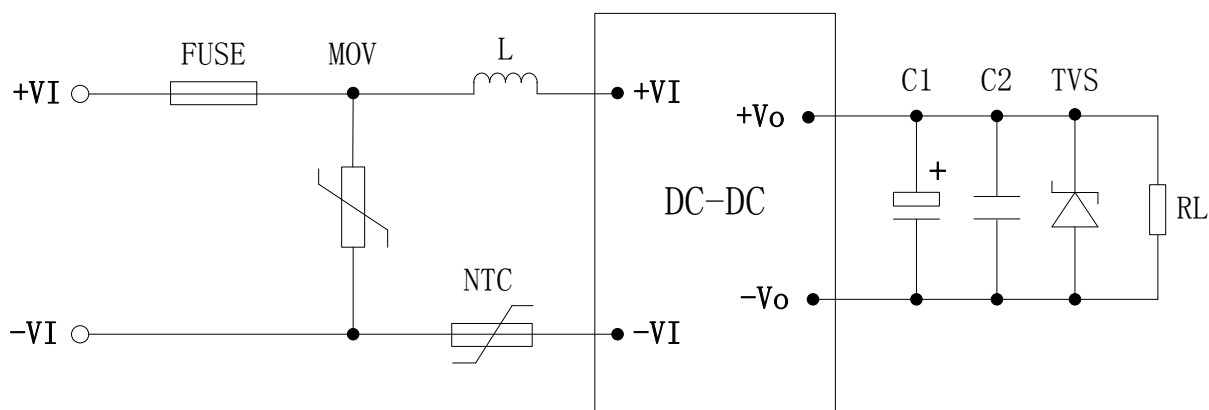 FUSE
MOV
L
C1
C2
TVS
+VI
+VI
+Vo
+
DC-DC
RL
NTC
-Vo
-VI
-VI